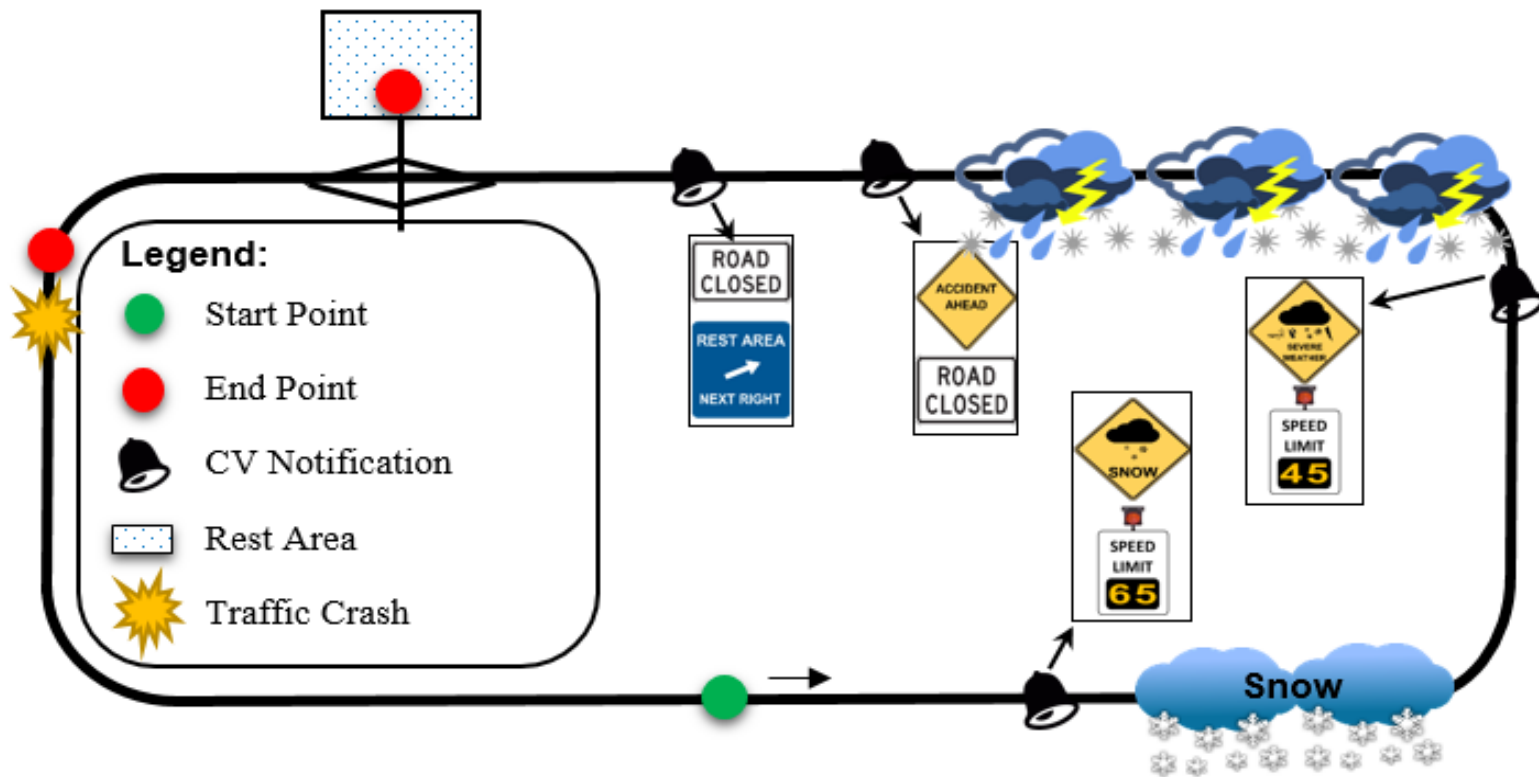 Legend:
Start Point
End Point
CV Notification
Rest Area
Traffic Crash
ROAD
CLOSED
REST AREA
NEXT RIGHT
ACCIDENT
AHEAD
ROAD
CLOSED
SEVERE
WEATHER
SPEED
LIMIT
45
SNOW
SPEED
LIMIT
65
Snow